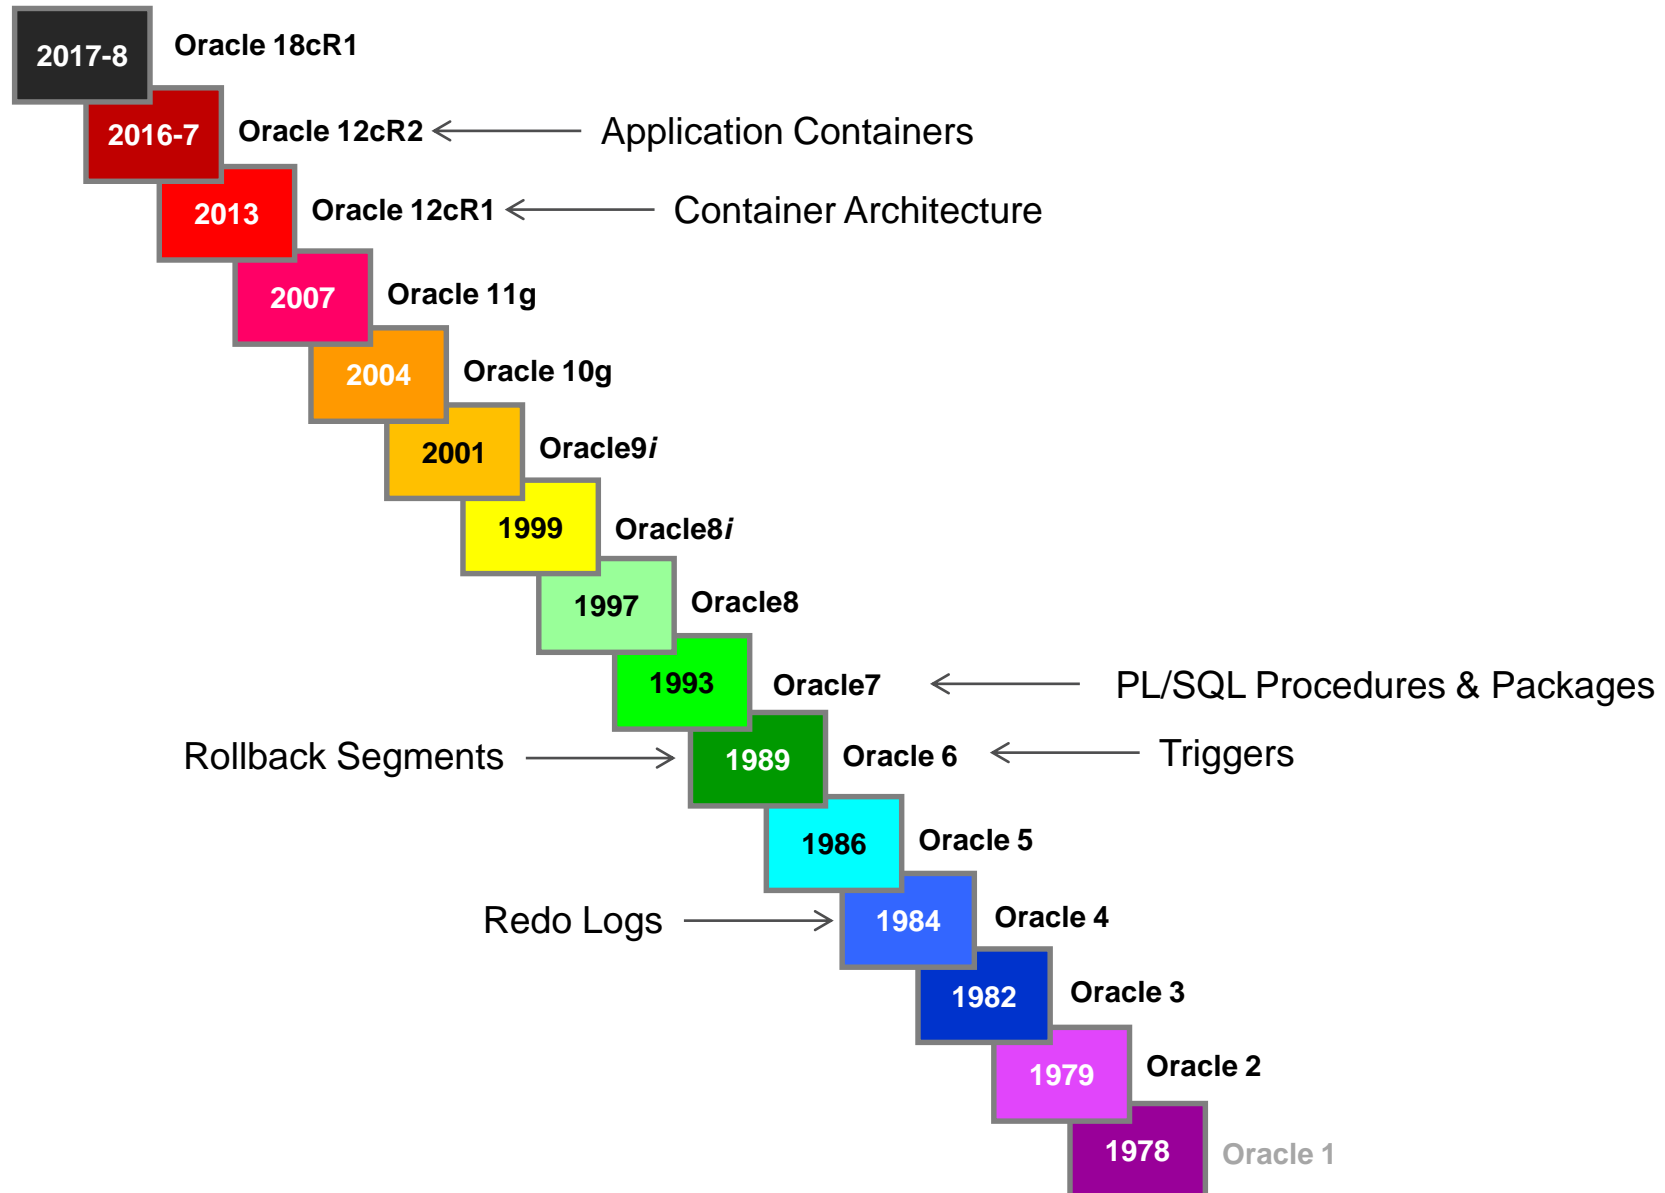 2017-8 Oracle 18cR1
2016-7 Oracle 12cR2 Application Containers
2013 Oracle 12cR1 Container Architecture
2007 Oracle 11g
2004 Oracle 10g
2001 Oracle9i
1999 Oracle8i
1997 Oracle8
1993 Oracle7 PL/SQL Procedures & Packages
Rollback Segments 1989 Oracle 6 Triggers
1986 Oracle 5
Redo Logs 1984 Oracle 4
1982 Oracle 3
1979 Oracle 2
1978 Oracle 1